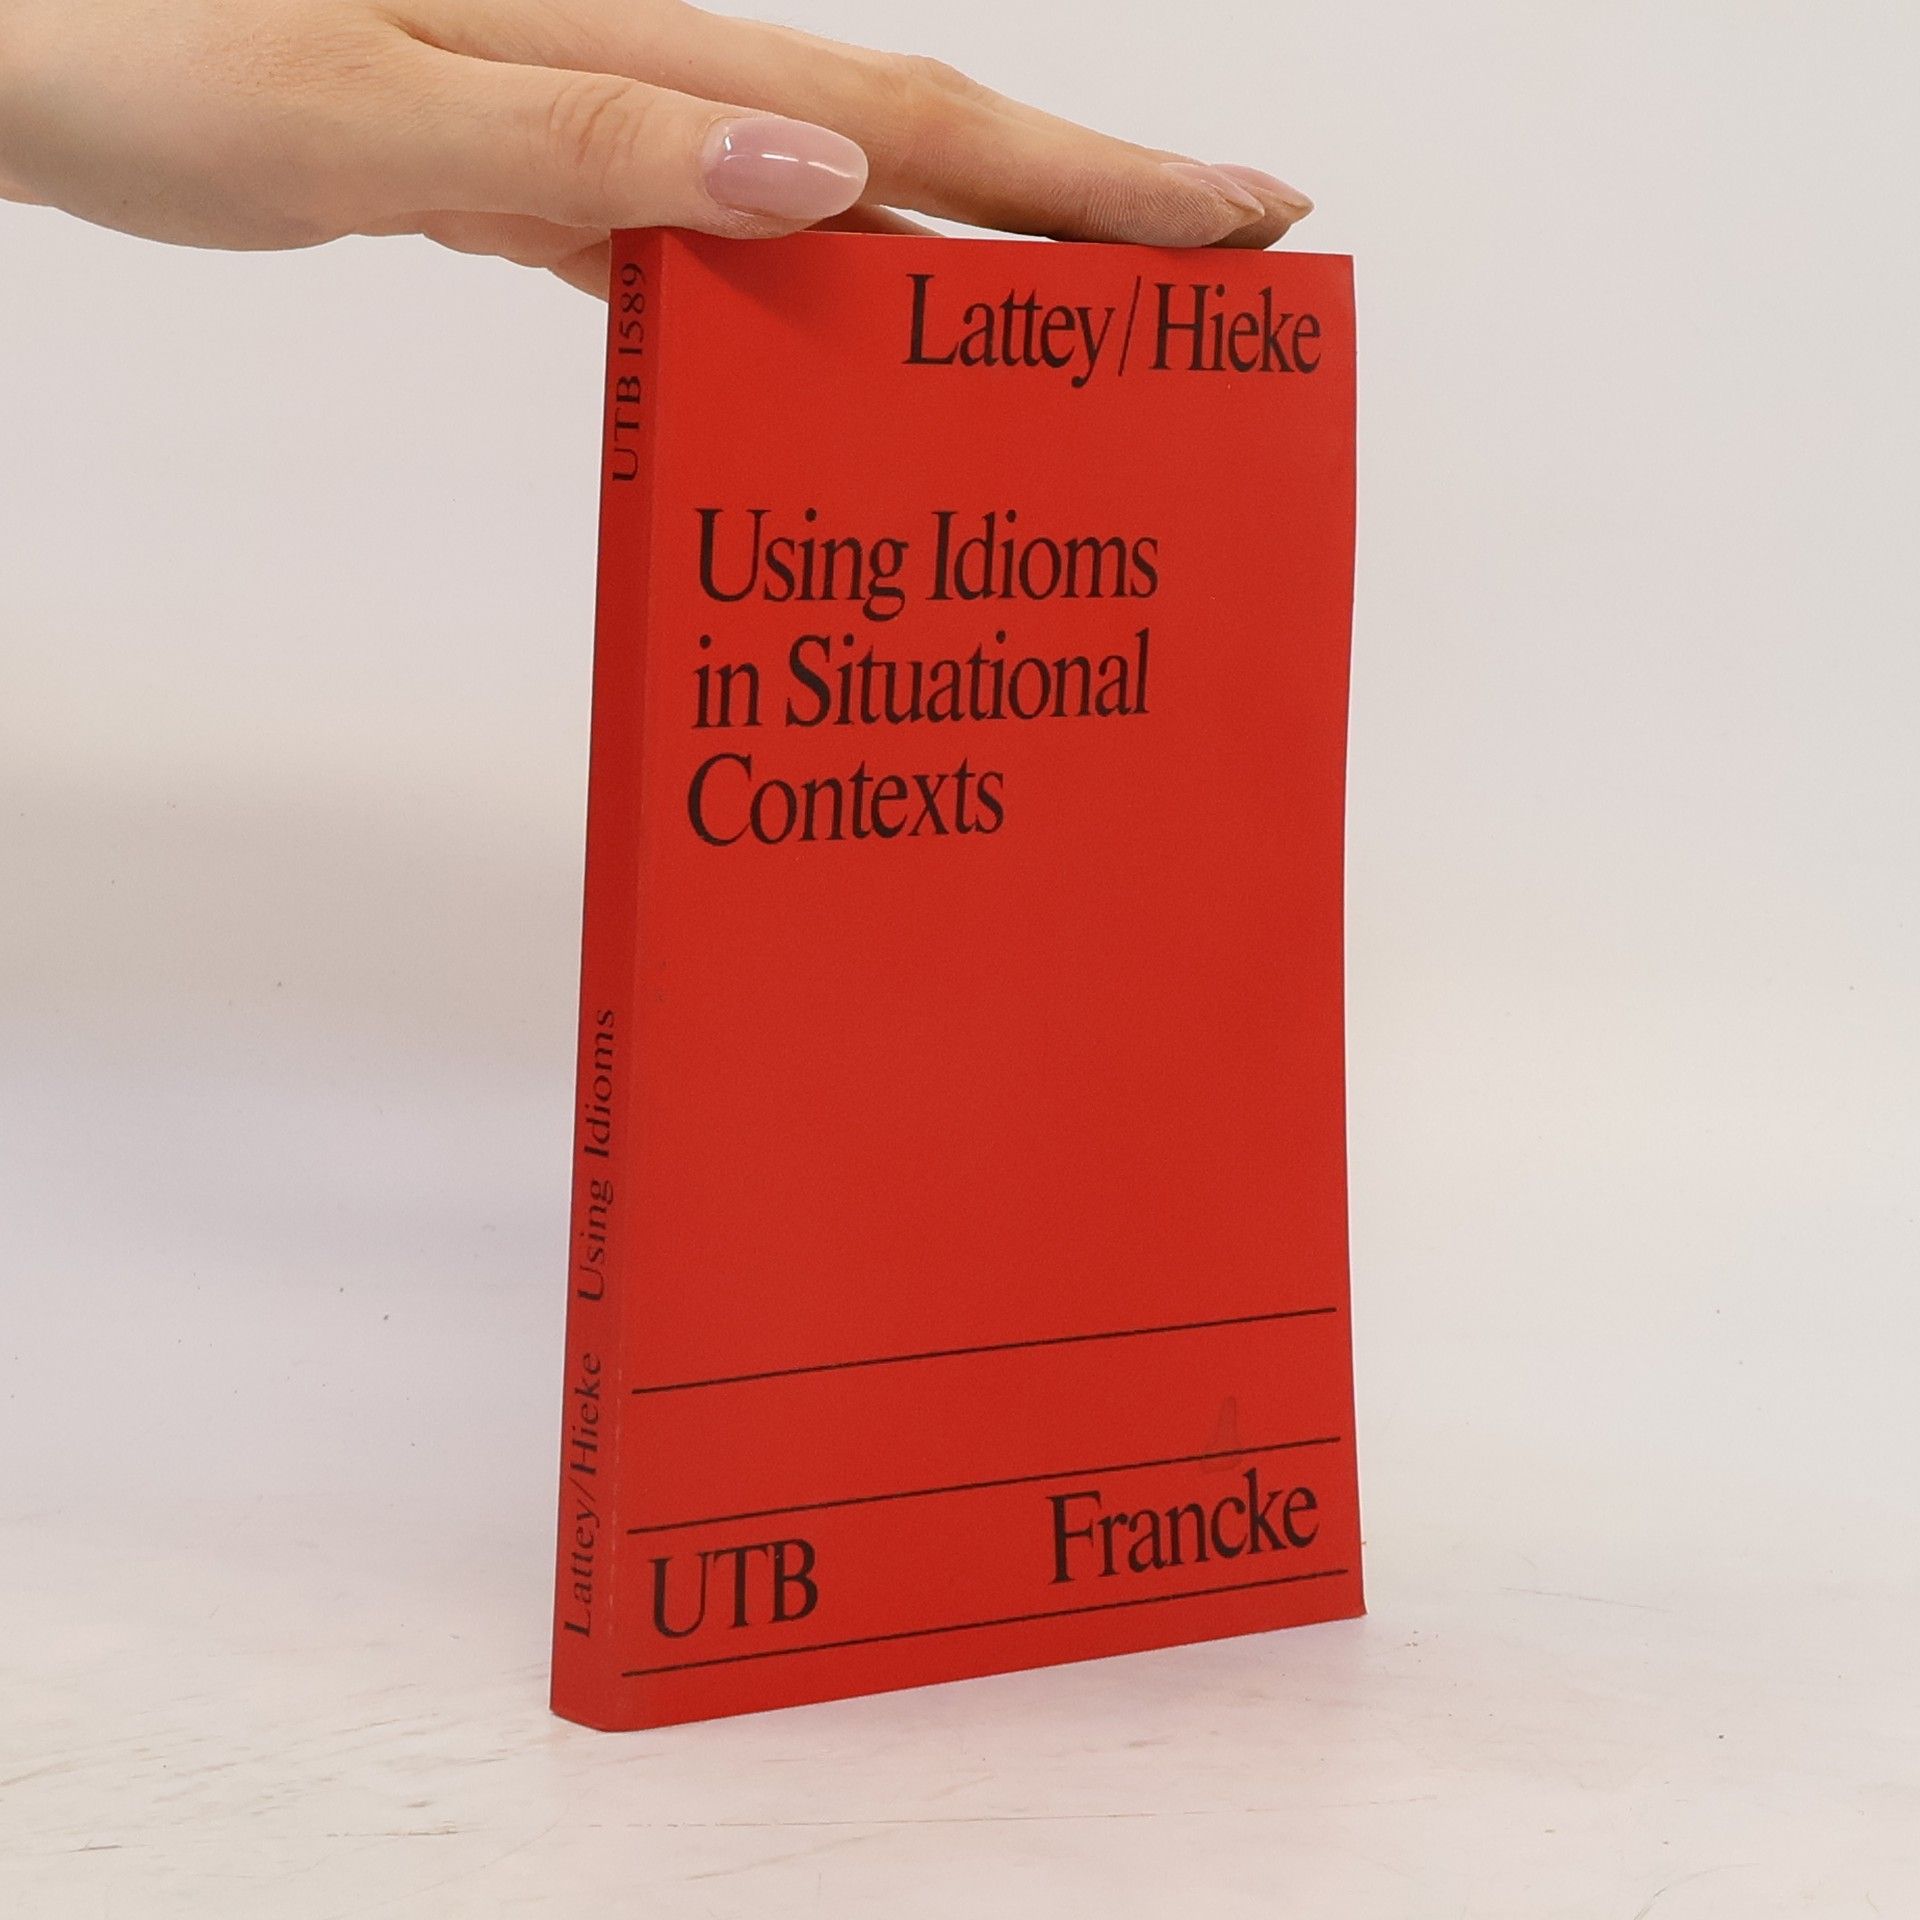 Lattey/Hieke
Using Idioms
in Situational
Contexts
UTB Francke
Lattey/Hieke Using Idioms UTB 1589